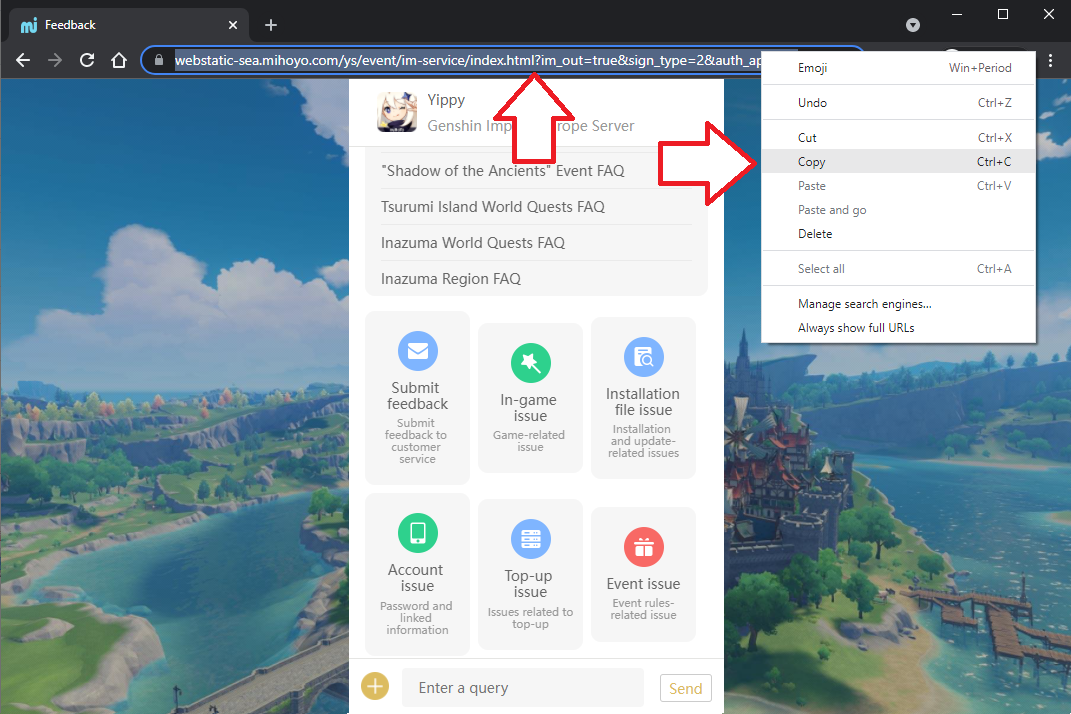 Feedback
webstatic-sea.mihoyo.com/ys/event/im-service/index.html?im_out=true&sign_type=2&auth_ap
Emoji Win+Period
Undo Ctrl+Z
Cut Ctrl+X
Copy Ctrl+C
Paste Ctrl+V
Paste and go
Delete
Select all Ctrl+A
Manage search engines...
Always show full URLs
Yippy
Genshin Server
"Shadow of the Ancients" Event FAQ
Tsurumi Island World Quests FAQ
Inazuma World Quests FAQ
Inazuma Region FAQ
Submit
feedback
Submit
feedback to
customer
service
In-game
issue
Game-related
issue
Installation
file issue
Installation
and update-
related issues
Account
issue
Password and
linked
information
Top-up
issue
Issues related to
top-up
Event issue
Event rules-
related issue
Enter a query
Send